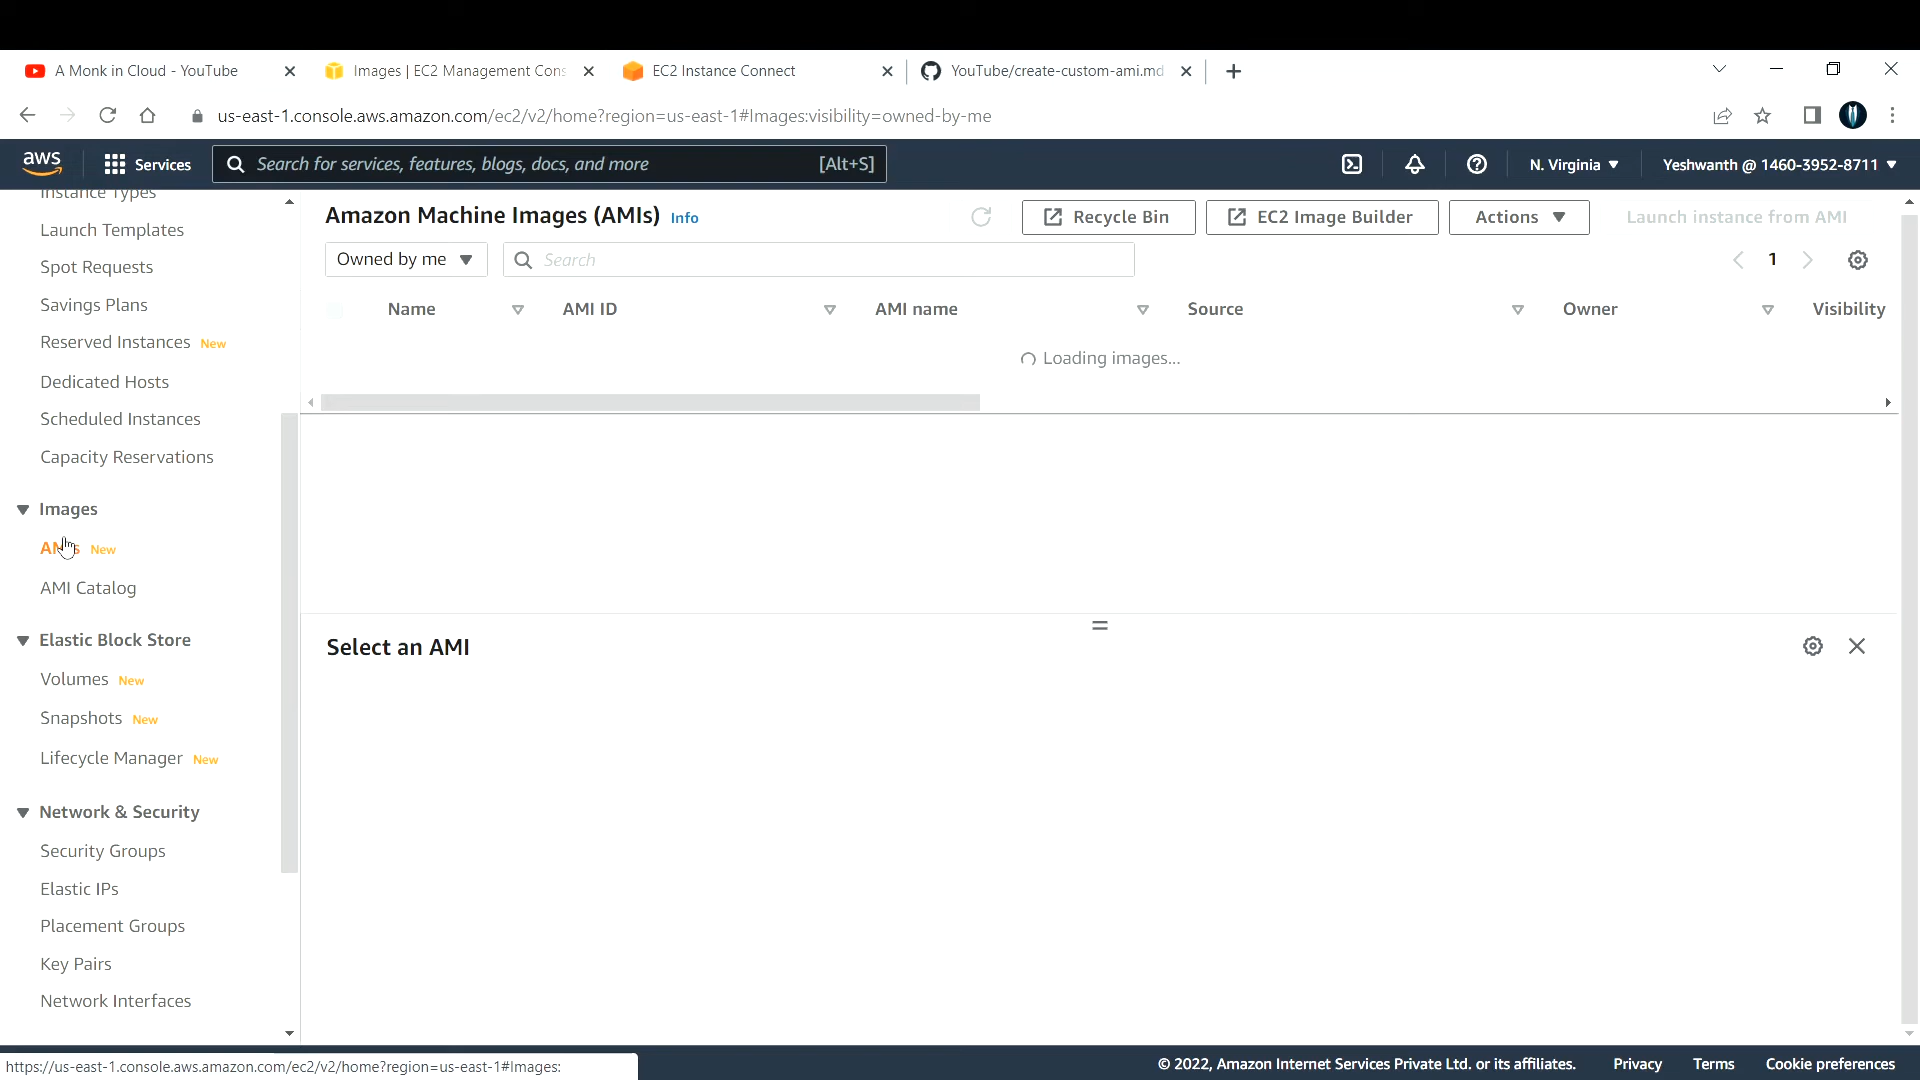 A Monk in Cloud - YouTube
Images | EC2 Management Cons
EC2 Instance Connect
YouTube/create-custom-ami.md
us-east-1.console.aws.amazon.com/ec2/v2/home?region=us-east-1#Images:visibility=owned-by-me
aws
Services
Search for services, features, blogs, docs, and more
[Alt+S]
N. Virginia
Yeshwanth @ 1460-3952-8711
Instance Types
Launch Templates
Spot Requests
Savings Plans
Reserved Instances New
Dedicated Hosts
Scheduled Instances
Capacity Reservations
Images
AMIs New
AMI Catalog
Elastic Block Store
Volumes New
Snapshots New
Lifecycle Manager New
Network & Security
Security Groups
Elastic IPs
Placement Groups
Key Pairs
Network Interfaces
Amazon Machine Images (AMIs) Info
Recycle Bin
EC2 Image Builder
Actions
Launch instance from AMI
Owned by me
Search
1
Name
AMI ID
AMI name
Source
Owner
Visibility
Loading images...
Select an AMI
https://us-east-1.console.aws.amazon.com/ec2/v2/home?region=us-east-1#Images:
© 2022, Amazon Internet Services Private Ltd. or its affiliates.
Privacy
Terms
Cookie preferences